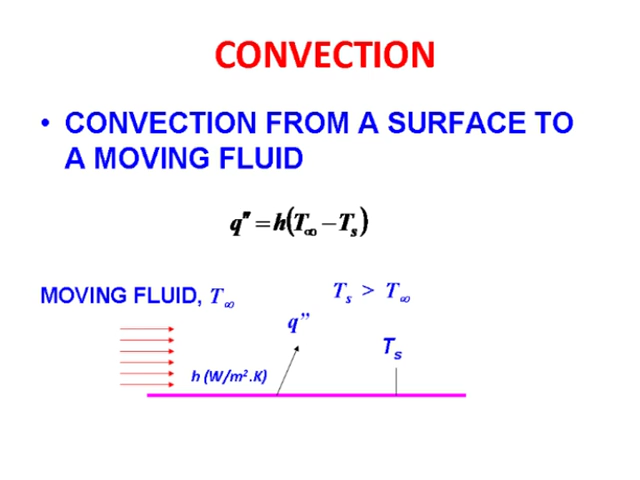 CONVECTION
• CONVECTION FROM A SURFACE TO
A MOVING FLUID
q" = h(T∞ − Ts)
MOVING FLUID, T∞
Ts > T∞
q”
Ts
h (W/m².K)